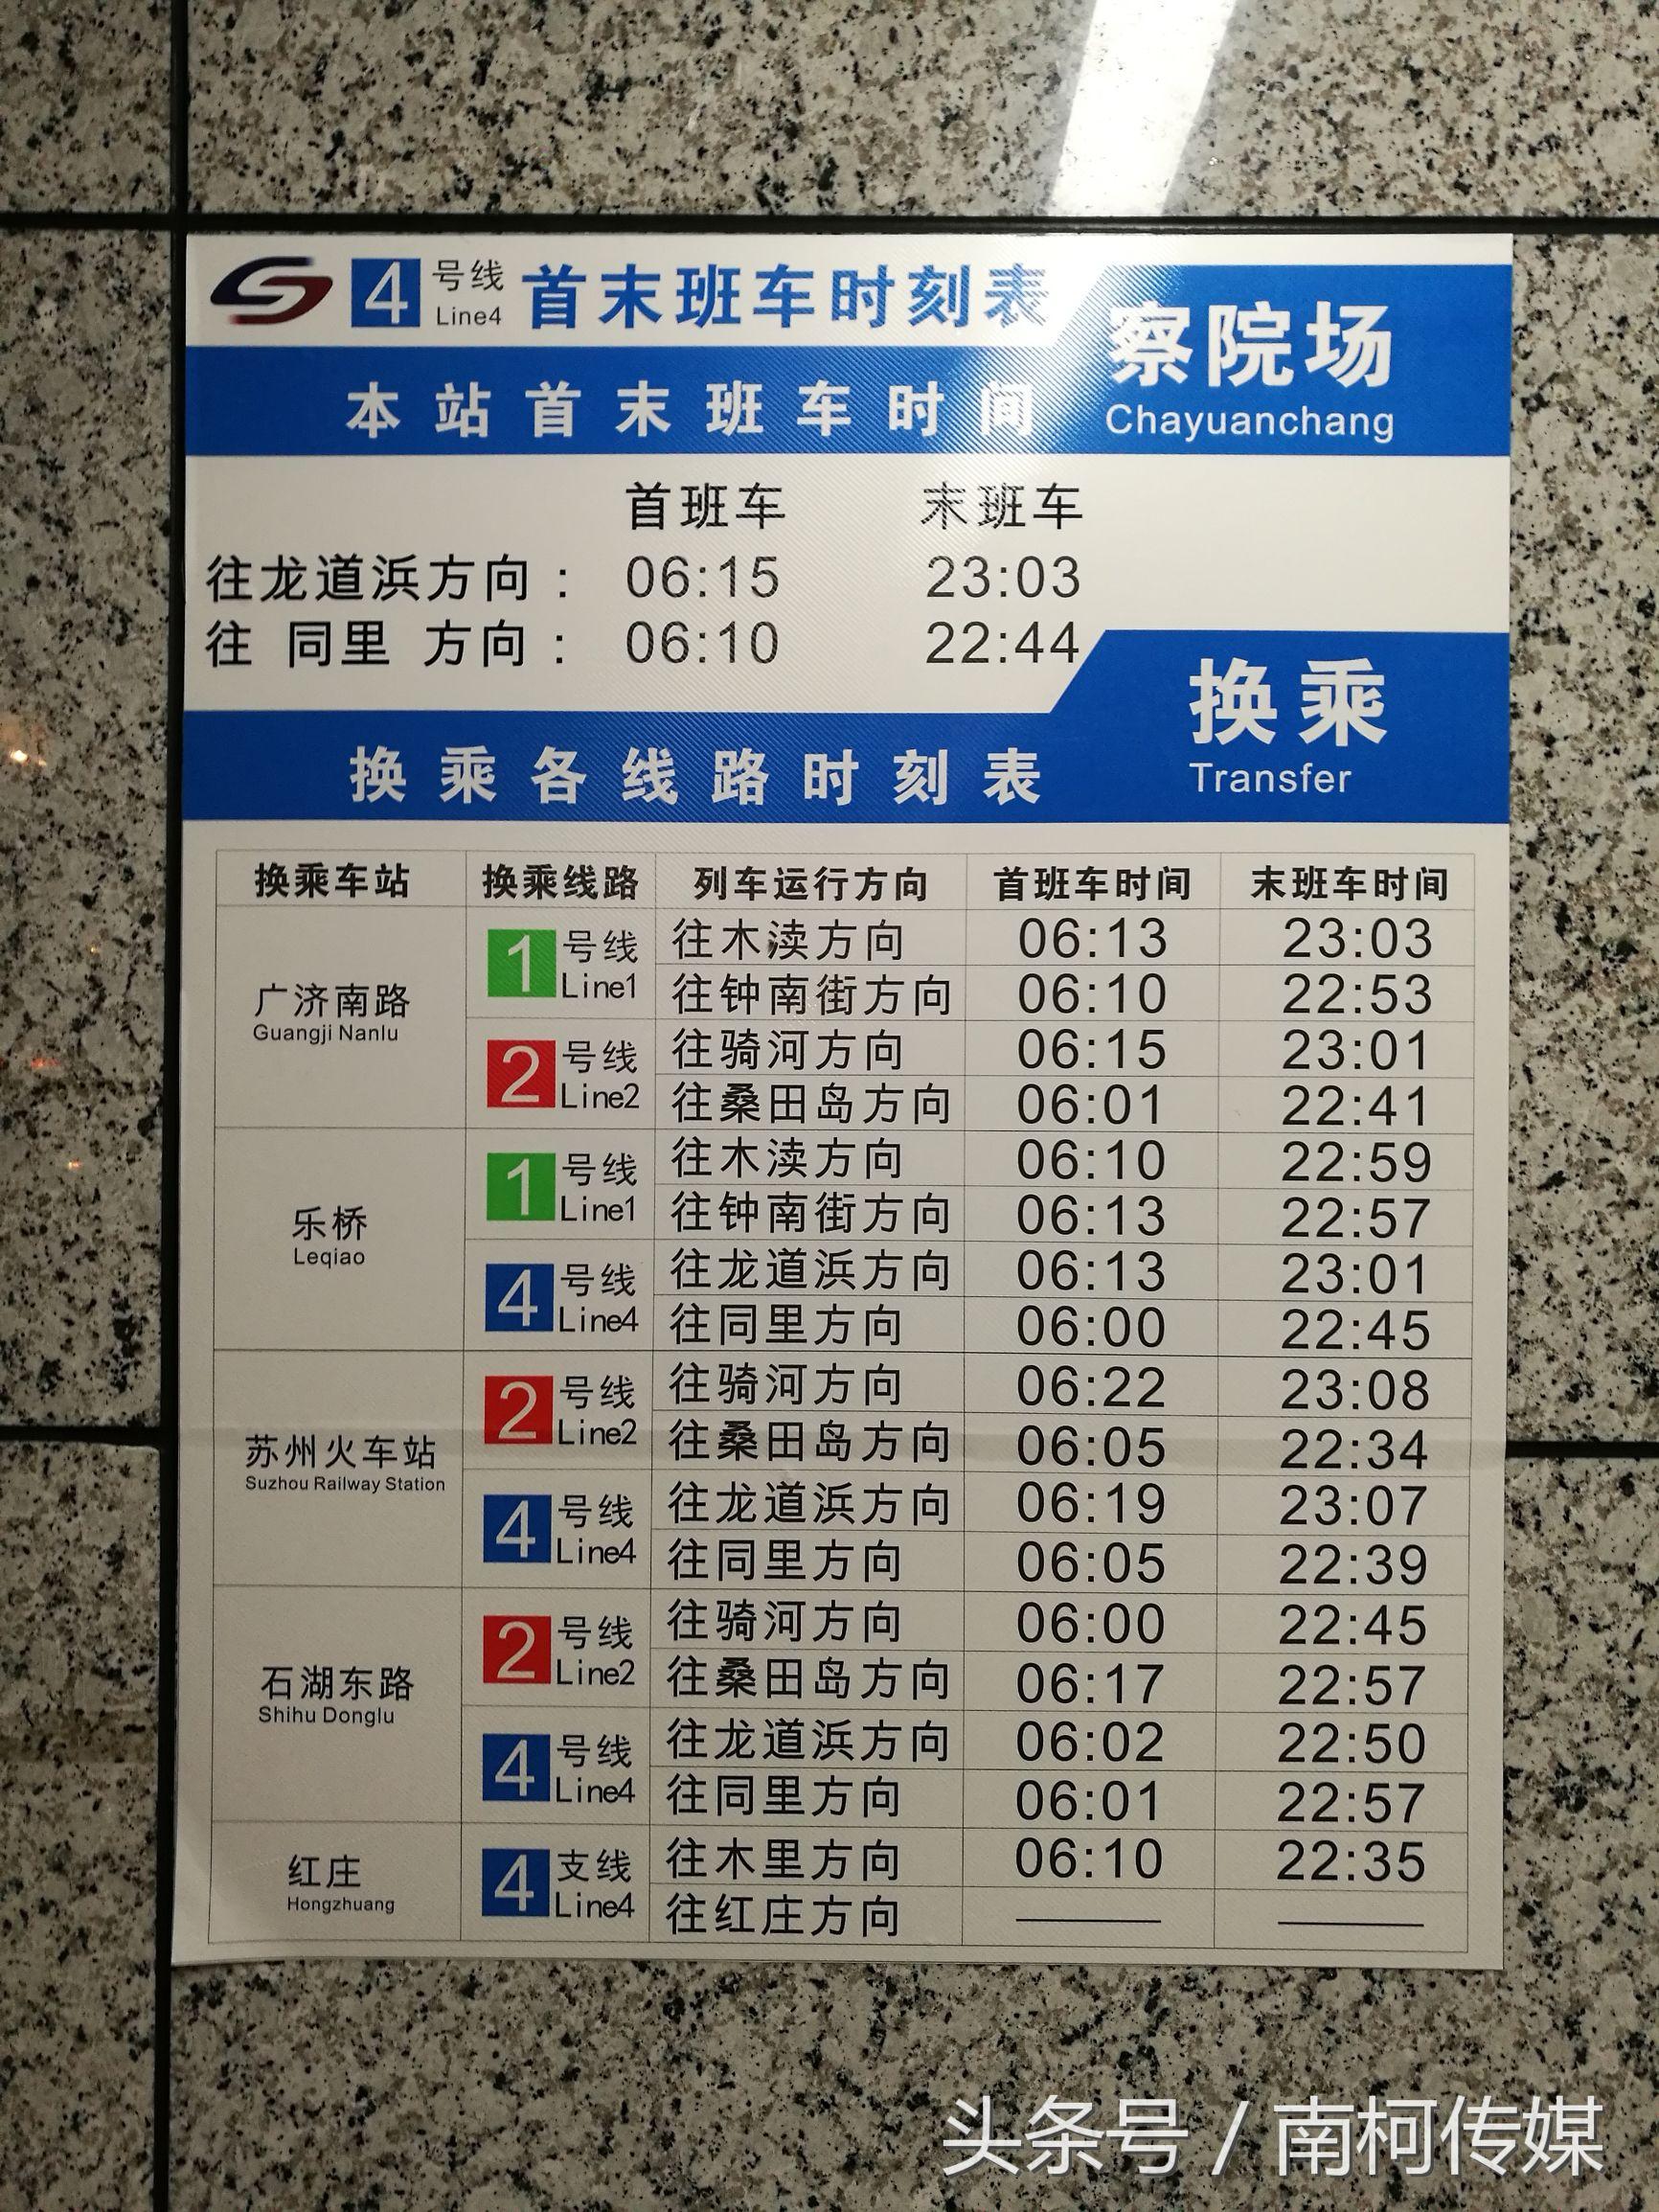 4 号线 首末班车时刻表
Line4
察院场
Chayuanchang
本站首末班车时间
首班车 末班车
往龙道浜方向: 06:15 23:03
往 同里 方向: 06:10 22:44
换乘
Transfer
换乘各线路时刻表
换乘车站 换乘线路 列车运行方向 首班车时间 末班车时间
广济南路
Guangji Nanlu
1 号线
Line1
往木渎方向 06:13 23:03
往钟南街方向 06:10 22:53
2 号线
Line2
往骑河方向 06:15 23:01
往桑田岛方向 06:01 22:41
乐桥
Leqiao
1 号线
Line1
往木渎方向 06:10 22:59
往钟南街方向 06:13 22:57
4 号线
Line4
往龙道浜方向 06:13 23:01
往同里方向 06:00 22:45
苏州火车站
Suzhou Railway Station
2 号线
Line2
往骑河方向 06:22 23:08
往桑田岛方向 06:05 22:34
4 号线
Line4
往龙道浜方向 06:19 23:07
往同里方向 06:05 22:39
石湖东路
Shihu Donglu
2 号线
Line2
往骑河方向 06:00 22:45
往桑田岛方向 06:17 22:57
4 号线
Line4
往龙道浜方向 06:02 22:50
往同里方向 06:01 22:57
红庄
Hongzhuang
4 支线
Line4
往木里方向 06:10 22:35
往红庄方向 —— ——
头条号 / 南柯传媒